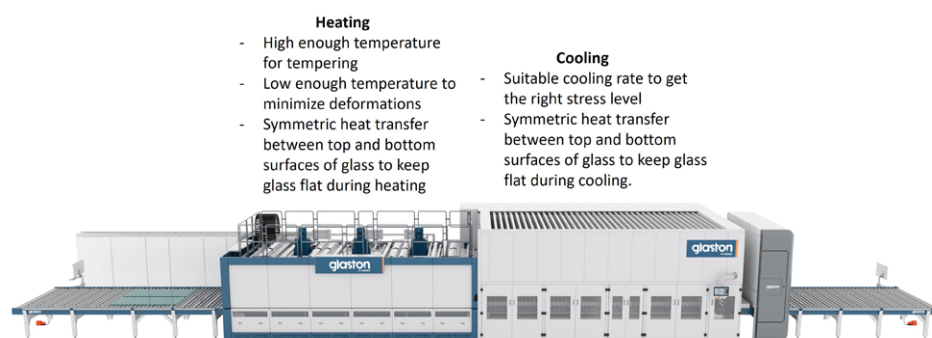 Heating
- High enough temperature
for tempering
- Low enough temperature to
minimize deformations
- Symmetric heat transfer
between top and bottom
surfaces of glass to keep
glass flat during heating
Cooling
- Suitable cooling rate to get
the right stress level
- Symmetric heat transfer
between top and bottom
surfaces of glass to keep glass
flat during cooling.
glaston
glaston